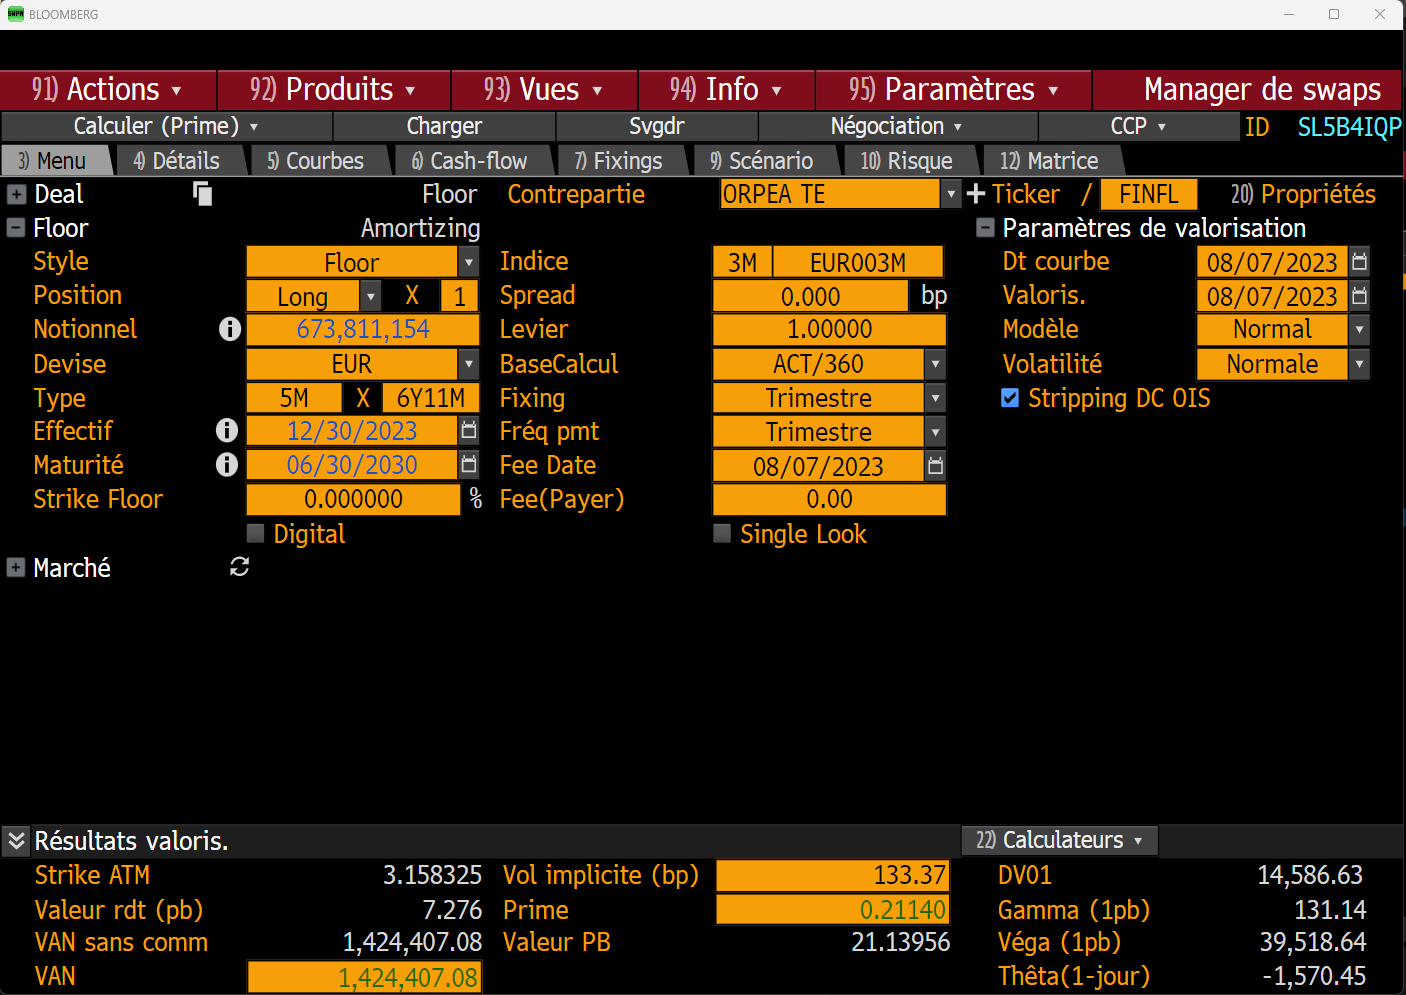 BLOOMBERG
91) Actions 92) Produits 93) Vues 94) Info 95) Paramètres Manager de swaps
Calculer (Prime) Charger Svgdr Négociation CCP ID SL5B4IQP
3) Menu 4) Détails 5) Courbes 6) Cash-flow 7) Fixings 9) Scénario 10) Risque 12) Matrice
Deal Floor Contrepartie ORPEA TE Ticker / FINFL 20) Propriétés
Floor Amortizing Paramètres de valorisation
Style Floor Indice 3M EUR003M Dt courbe 08/07/2023
Position Long X 1 Spread 0.000 bp Valoris. 08/07/2023
Notionnel 673,811,154 Levier 1.00000 Modèle Normal
Devise EUR BaseCalcul ACT/360 Volatilité Normale
Type 5M X 6Y11M Fixing Trimestre Stripping DC OIS
Effectif 12/30/2023 Fréq pmt Trimestre
Maturité 06/30/2030 Fee Date 08/07/2023
Strike Floor 0.000000 % Fee(Payer) 0.00
Digital Single Look
Marché
Résultats valoris. 22) Calculateurs
Strike ATM 3.158325 Vol implicite (bp) 133.37 DV01 14,586.63
Valeur rdt (pb) 7.276 Prime 0.21140 Gamma (1pb) 131.14
VAN sans comm 1,424,407.08 Valeur PB 21.13956 Véga (1pb) 39,518.64
VAN 1,424,407.08 Thêta(1-jour) -1,570.45